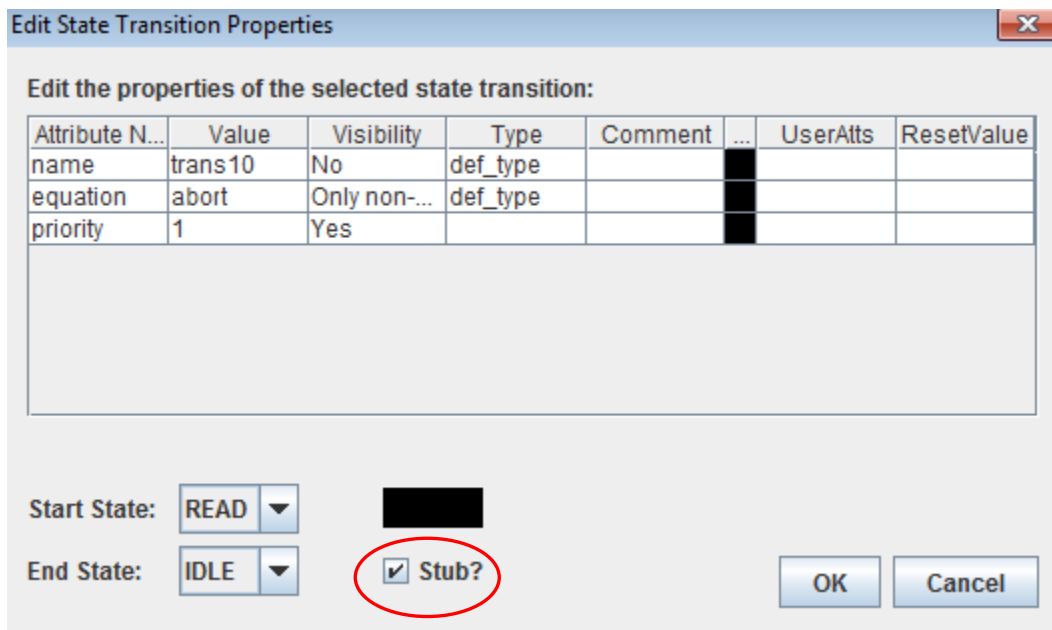 Edit State Transition Properties
Edit the properties of the selected state transition:
Attribute N... Value Visibility Type Comment ... UserAtts ResetValue
name trans10 No def_type
equation abort Only non-... def_type
priority 1 Yes
Start State: READ
End State: IDLE Stub? OK Cancel